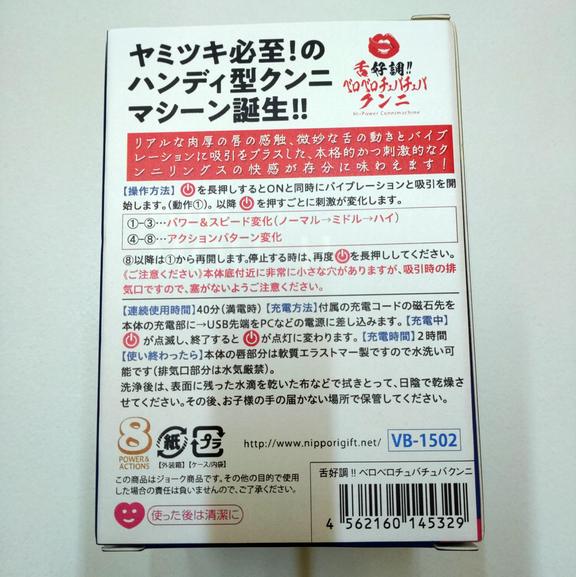 ヤミツキ必至!の
ハンディ型クンニ
マシーン誕生!!
舌好調!!
ベロベロチュバチュバ
クンニ
Hi-Power Cunnimachine
リアルな肉厚の唇の感触、微妙な舌の動きとバイブ
レーションに吸引をプラスした、本格的かつ刺激的なク
ンニリングスの快感が存分に味わえます!
【操作方法】を長押しするとONと同時にバイブレーションと吸引を開
始します。(動作①)。以降を押すごとに刺激が変化します。
①−③…パワー&スピード変化(ノーマル→ミドル→ハイ)
④−⑧…アクションパターン変化
⑧以降は①から再開します。停止する時は、再度を長押ししてください。
《ご注意ください》本体底付近に非常に小さな穴がありますが、吸引時の排
気口ですので、塞がないようご注意ください。
【連続使用時間】40分(満電時)【充電方法】付属の充電コードの磁石先を
本体の充電部に→USB先端をPCなどの電源に差し込みます。【充電中】
が点滅し、終了するとが点灯に変わります。【充電時間】2時間
【使い終わったら】本体の唇部分は軟質エラストマー製ですので水洗い可
能です(排気口部分は水気厳禁)。
洗浄後は、表面に残った水滴を乾いた布などで拭きとって、日陰で乾燥さ
せてください。その後、お子様の手の届かない場所で保管してください。
8
POWER&
ACTIONS
紙
【外装箱】
プラ
【ケース/内袋】
http://www.nipporigift.net/
VB-1502
この商品はジョーク商品です。その他の目的で使用
した場合の責任は負いませんので、ご了承ください。
使った後は清潔に
舌好調!!ベロベロチュバチュバクンニ
4 562160 145329